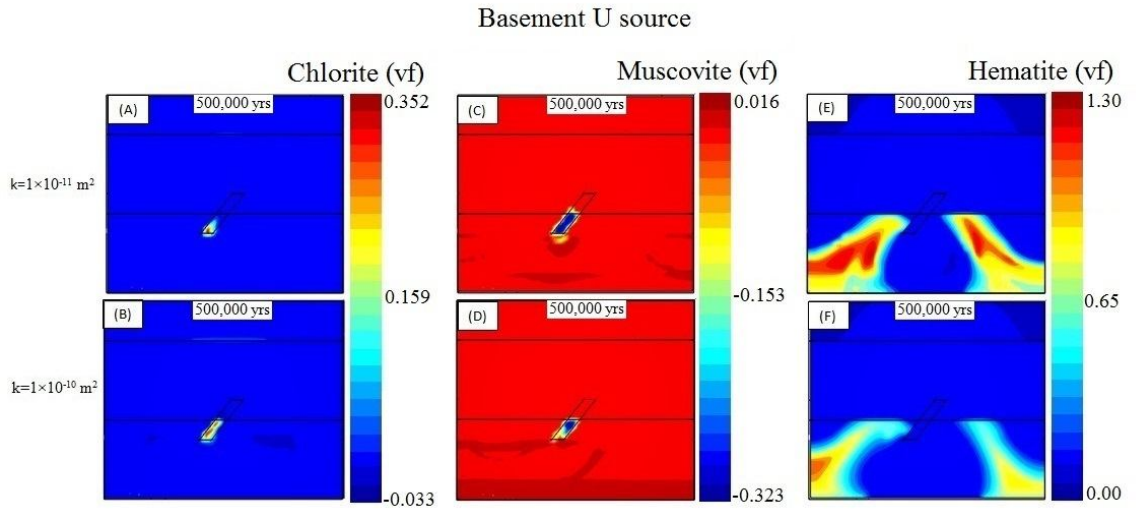 Basement U source
Chlorite (vf)
Muscovite (vf)
Hematite (vf)
(A)
500,000 yrs
0.352
(C)
500,000 yrs
0.016
(E)
500,000 yrs
1.30
k=1×10⁻¹¹ m²
0.159
-0.153
0.65
(B)
500,000 yrs
(D)
500,000 yrs
(F)
500,000 yrs
k=1×10⁻¹⁰ m²
-0.033
-0.323
0.00